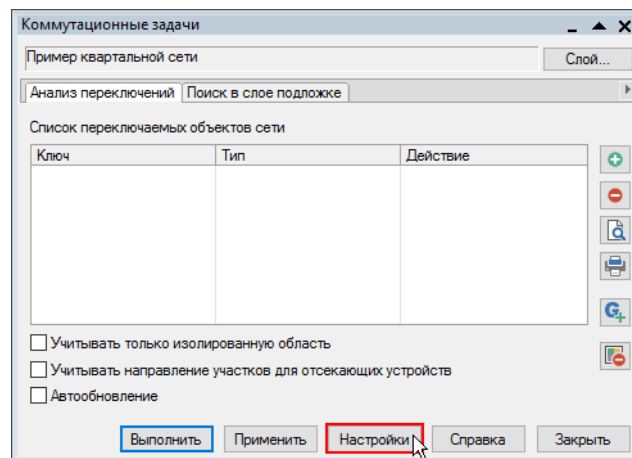 Коммутационные задачи
Пример квартальной сети
Слой...
Анализ переключений Поиск в слое подложке
Список переключаемых объектов сети
Ключ Тип Действие
Учитывать только изолированную область
Учитывать направление участков для отсекающих устройств
Автообновление
Выполнить Применить Настройки Справка Закрыть